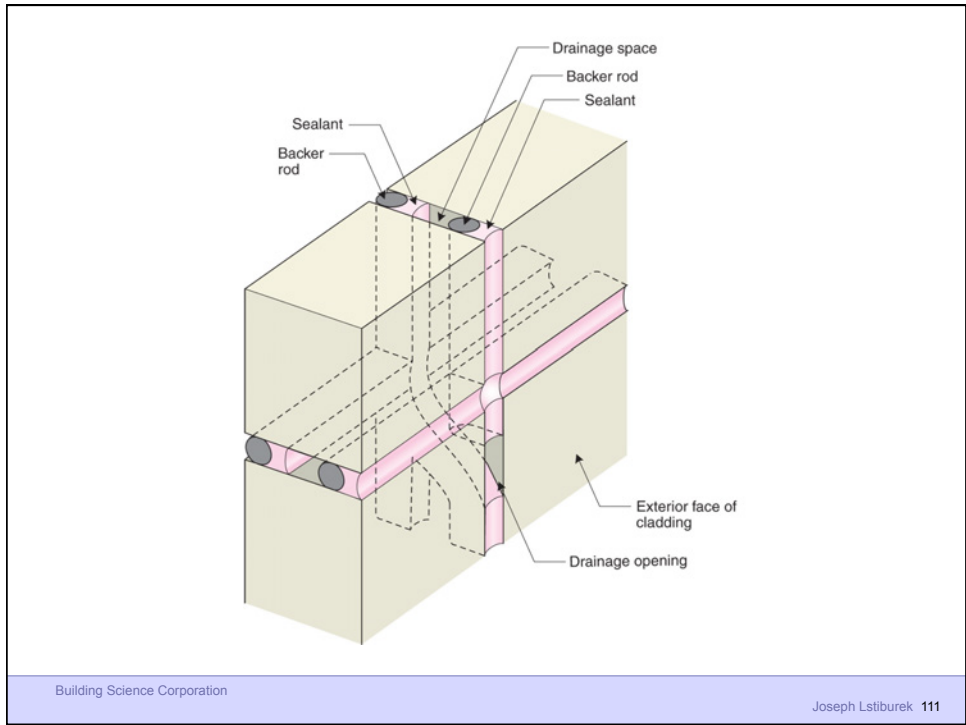 Drainage space
Backer rod
Sealant
Sealant
Backer
rod
Exterior face of
cladding
Drainage opening
Building Science Corporation
Joseph Lstiburek 111